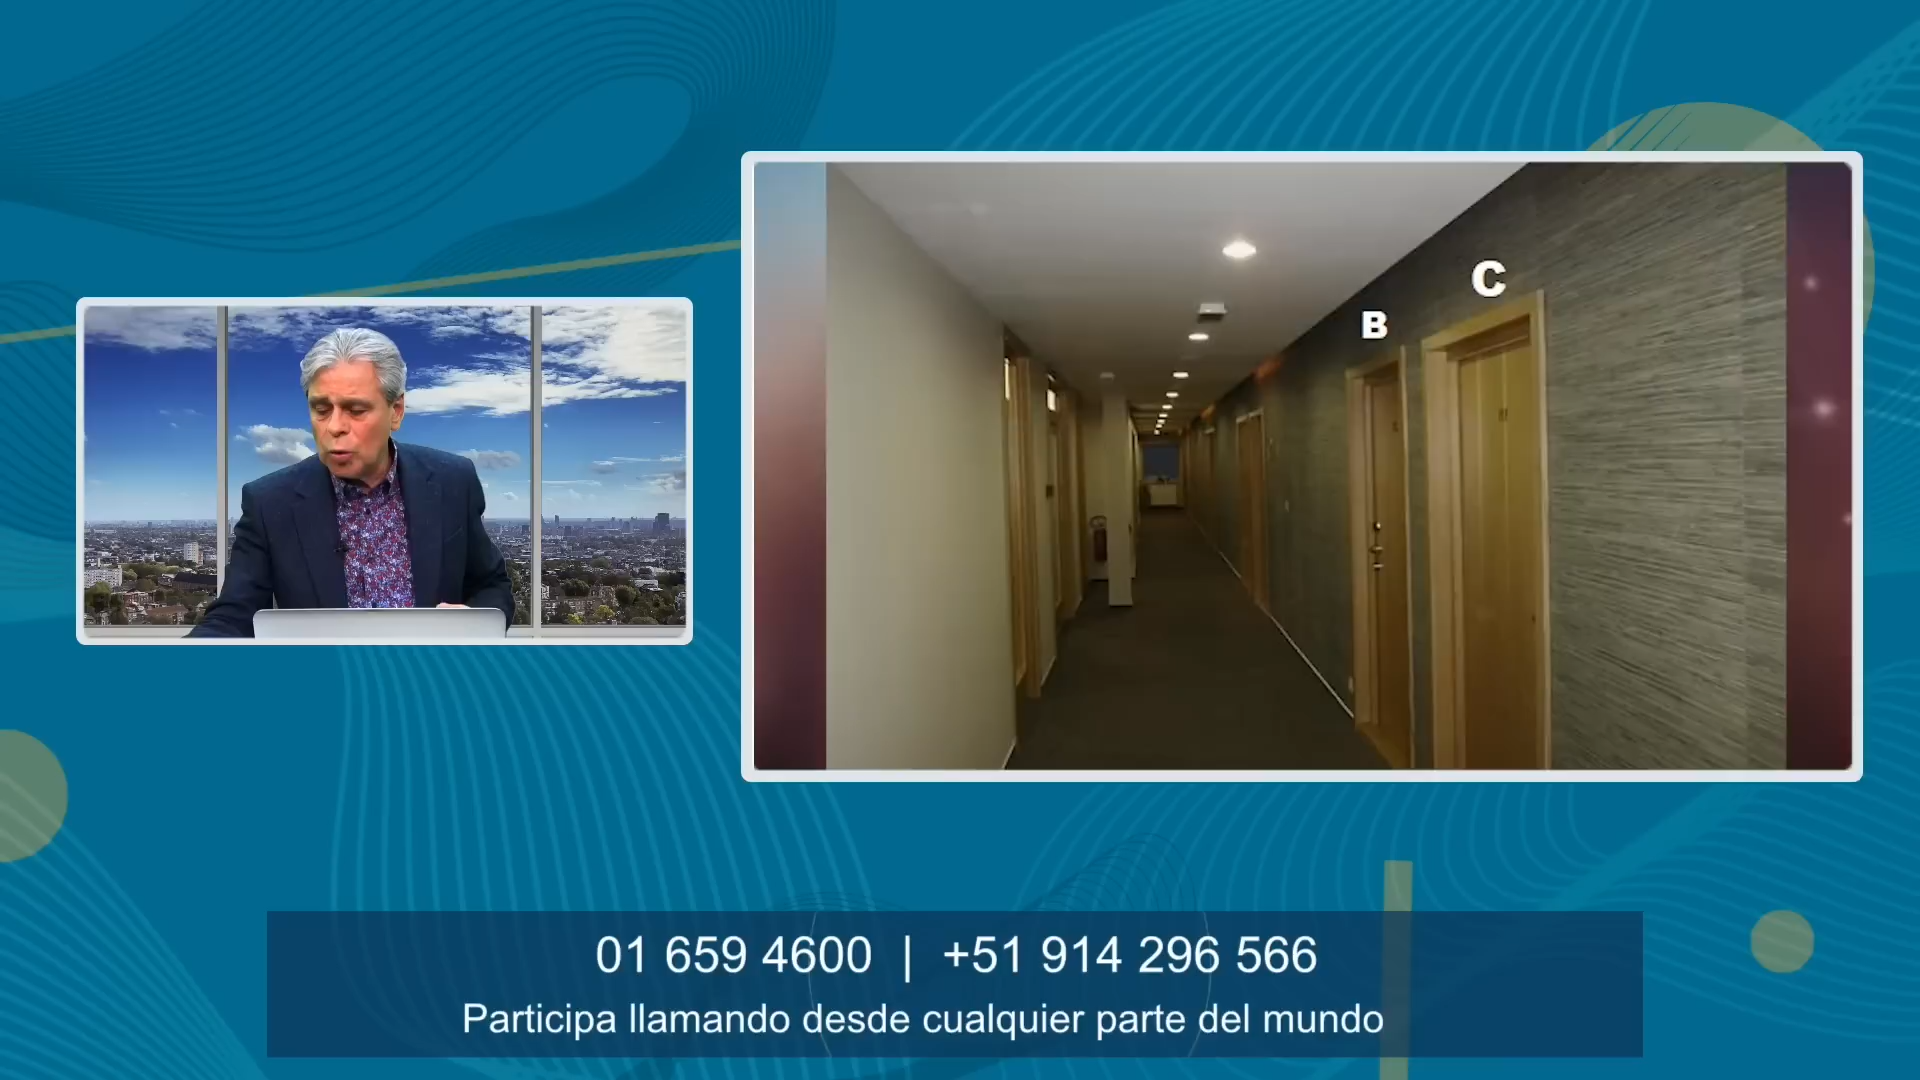 B
C
01 659 4600 | +51 914 296 566
Participa llamando desde cualquier parte del mundo